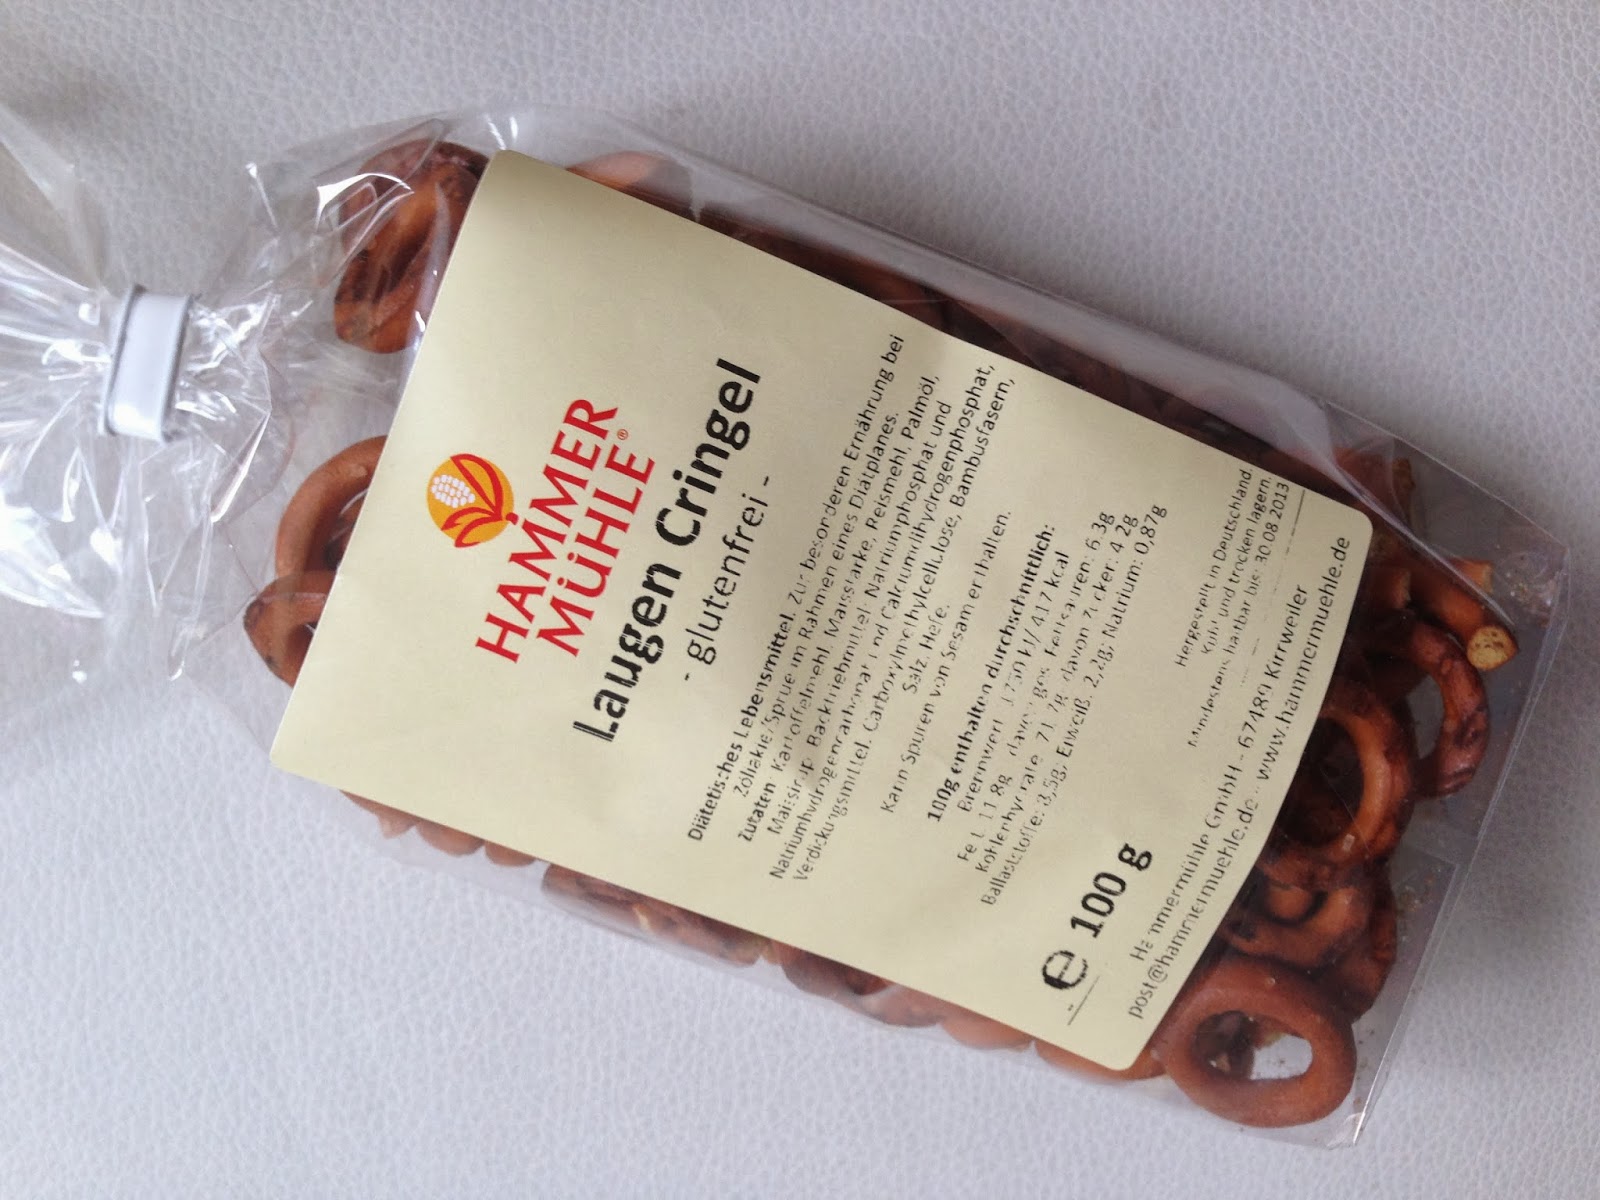 HAMMER
MÜHLE®
Laugen Cringel
- glutenfrei -
Diätetisches Lebensmittel. Zur besonderen Ernährung bei
Zöliakie/Sprue im Rahmen eines Diätplanes.
Zutaten: Kartoffelmehl, Maisstärke, Reismehl, Palmöl,
Maissirup, Backtriebmittel: Natriumphosphat und
Natriumhydrogencarbonat und Calciumdihydrogenphosphat,
Verdickungsmittel: Carboxylmethylcellulose, Bambusfasern,
Salz, Hefe.
Kann Spuren von Sesam enthalten.
100g enthalten durchschnittlich:
Brennwert: 1750 kJ/ 417 kcal
Fett: 11,8g, davon ges. Fettsäuren: 6,3g
Kohlenhydrate: 71,7g, davon Zucker: 4,2g
Ballaststoffe: 3,5g; Eiweiß: 2,2g; Natrium: 0,87g
e 100 g
Hergestellt in Deutschland.
Kühl und trocken lagern.
Mindestens haltbar bis: 30.08.2013
Hammermühle GmbH - 67489 Kirrweiler
post@hammermuehle.de - www.hammermuehle.de